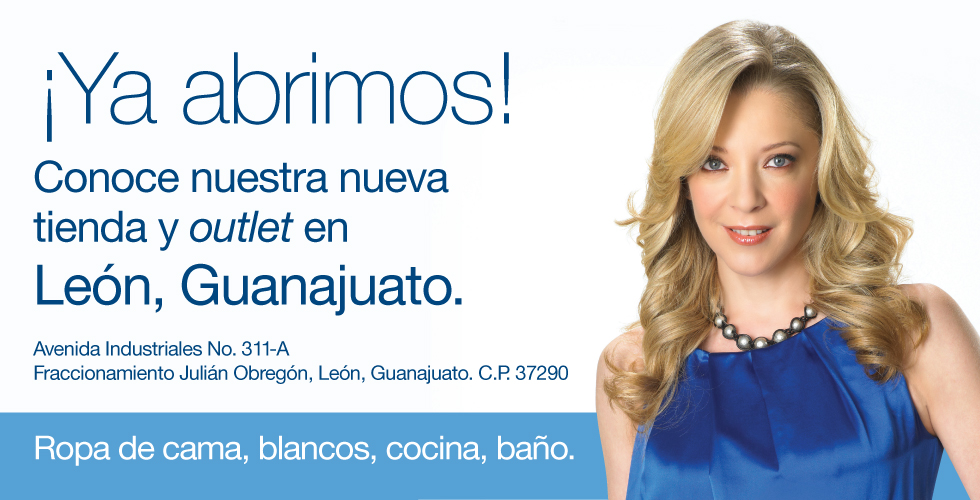 ¡Ya abrimos!
Conoce nuestra nueva
tienda y outlet en
León, Guanajuato.
Avenida Industriales No. 311-A
Fraccionamiento Julián Obregón, León, Guanajuato. C.P. 37290
Ropa de cama, blancos, cocina, baño.